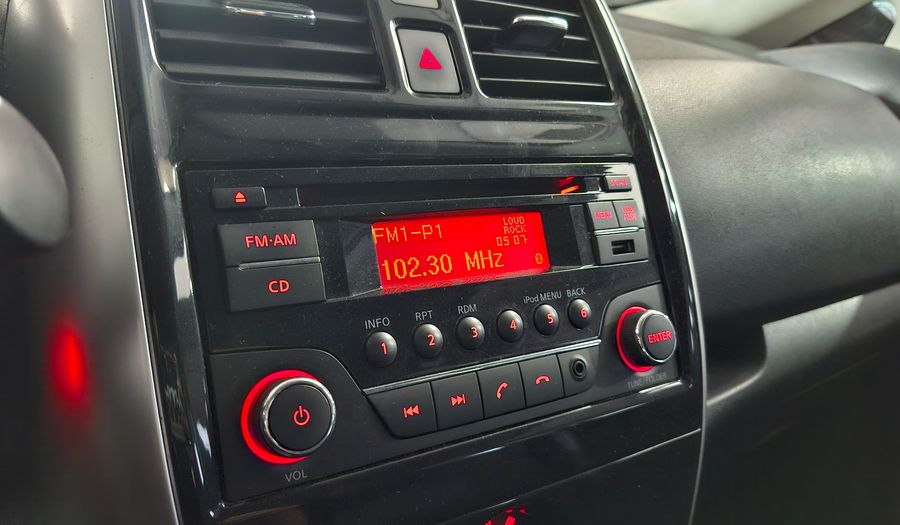 FM·AM
CD
FM1-P1
LOUD
ROCK
05 07
102.30 MHz
INFO RPT RDM iPod MENU BACK
1 2 3 4 5 6
ENTER
TUNE/FOLDER
VOL